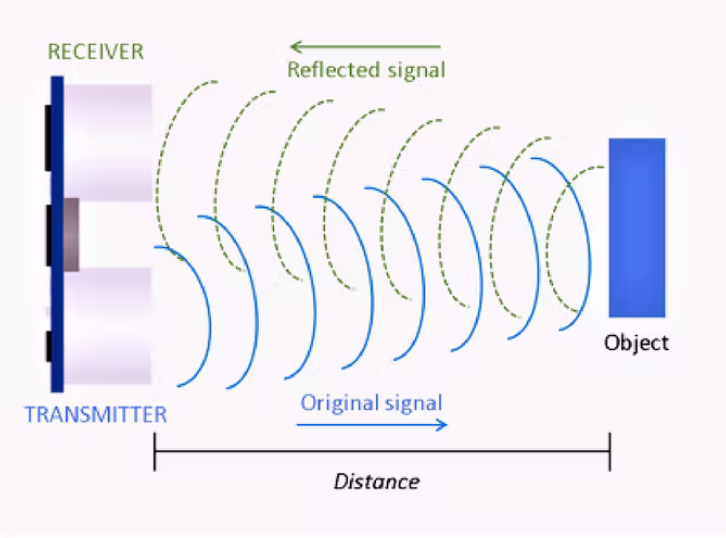 RECEIVER
Reflected signal
Object
Original signal
TRANSMITTER
Distance